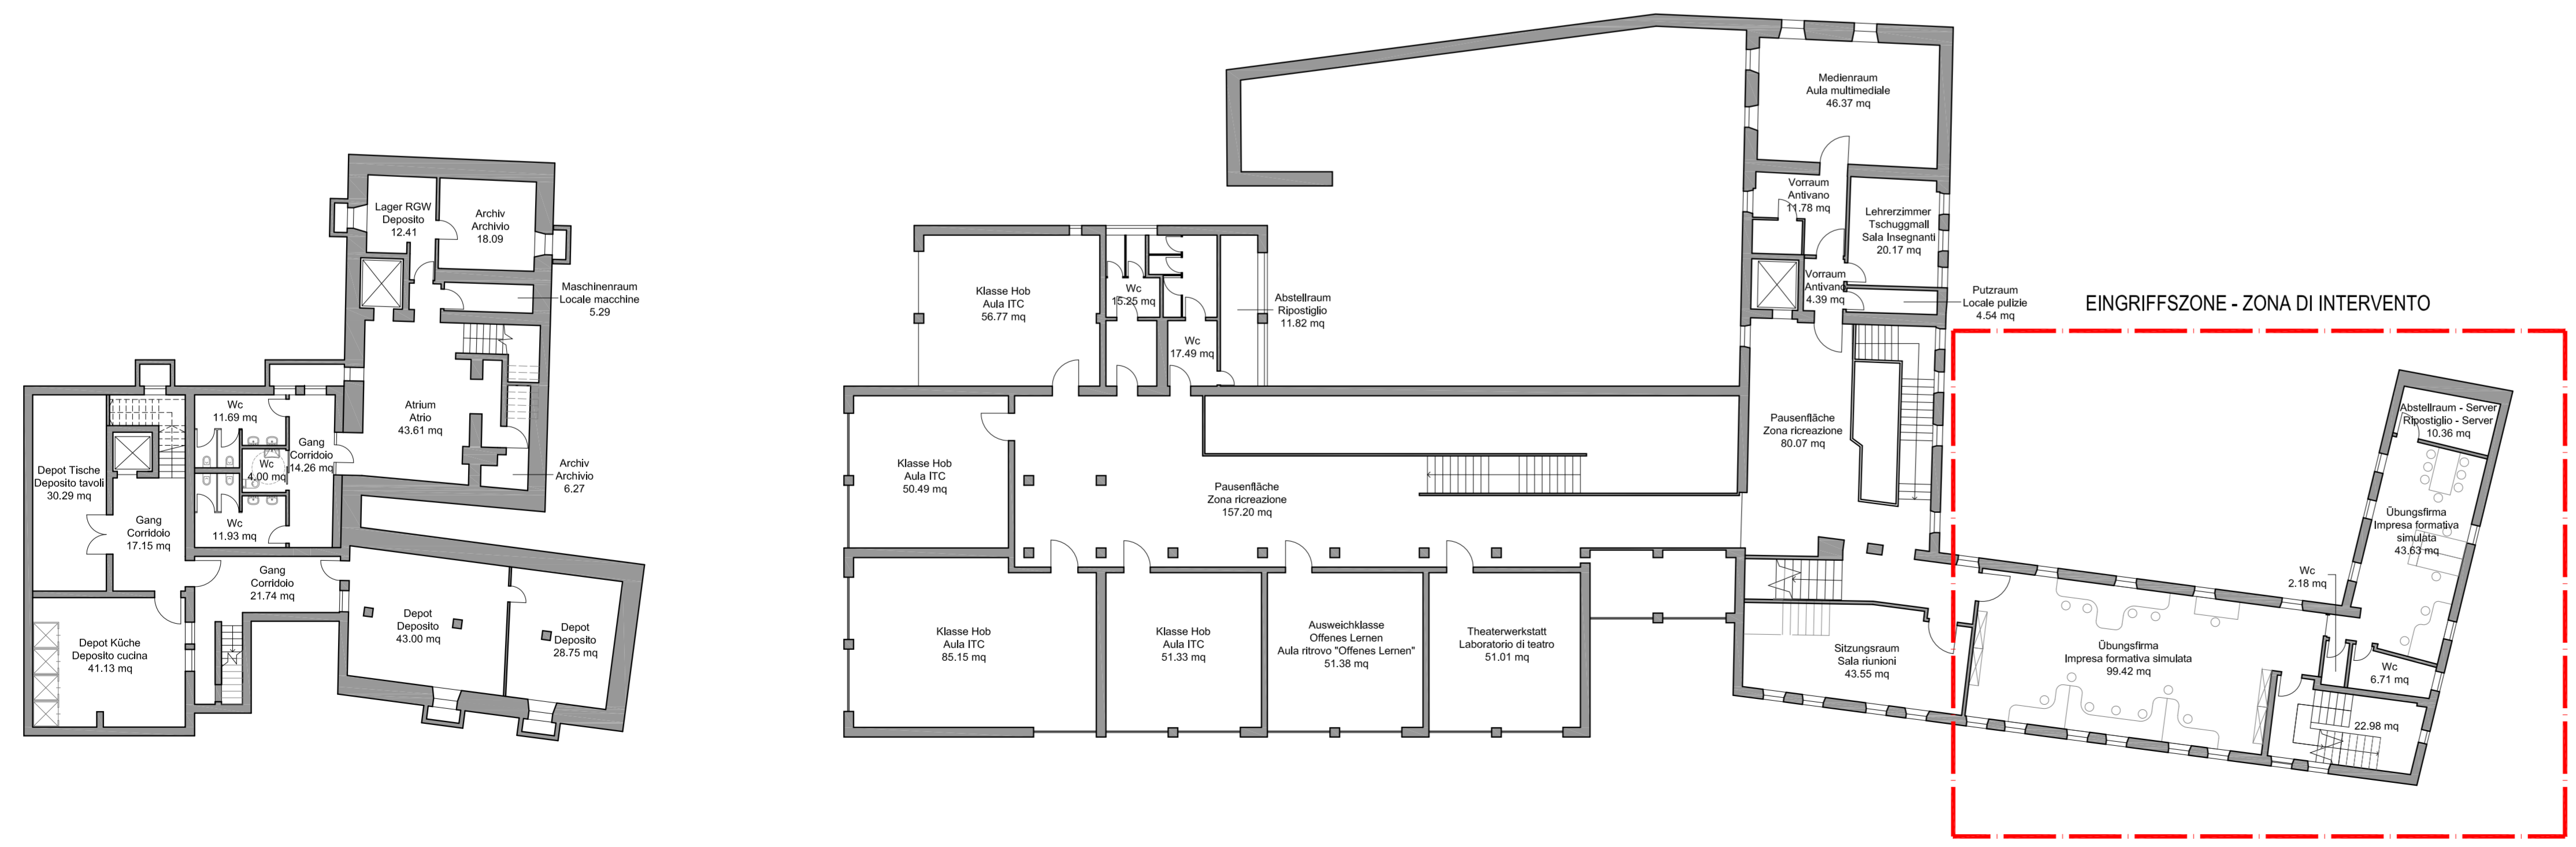 Lager RGW
Deposito
12.41
Archiv
Archivio
18.09
Maschinenraum
Locale macchine
5.29
Atrium
Atrio
43.61 mq
Archiv
Archivio
6.27
Wc
11.69 mq
Gang
Corridoio
14.26 mq
Wc
4.00 mq
Wc
11.93 mq
Depot Tische
Deposito tavoli
30.29 mq
Gang
Corridoio
17.15 mq
Gang
Corridoio
21.74 mq
Depot Küche
Deposito cucina
41.13 mq
Depot
Deposito
43.00 mq
Depot
Deposito
28.75 mq
Klasse Hob
Aula ITC
56.77 mq
Wc
15.25 mq
Wc
17.49 mq
Abstellraum
Ripostiglio
11.82 mq
Klasse Hob
Aula ITC
50.49 mq
Pausenfläche
Zona ricreazione
157.20 mq
Klasse Hob
Aula ITC
85.15 mq
Klasse Hob
Aula ITC
51.33 mq
Ausweichklasse
Offenes Lernen
Aula ritrovo "Offenes Lernen"
51.38 mq
Theaterwerkstatt
Laboratorio di teatro
51.01 mq
Medienraum
Aula multimediale
46.37 mq
Vorraum
Antivano
11.78 mq
Lehrerzimmer
Tschuggmall
Sala Insegnanti
20.17 mq
Vorraum
Antivano
4.39 mq
Putzraum
Locale pulizie
4.54 mq
Pausenfläche
Zona ricreazione
80.07 mq
Sitzungsraum
Sala riunioni
43.55 mq
EINGRIFFSZONE - ZONA DI INTERVENTO
Abstellraum - Server
Ripostiglio - Server
10.36 mq
Übungsfirma
Impresa formativa
simulata
43.63 mq
Wc
2.18 mq
Übungsfirma
Impresa formativa simulata
99.42 mq
Wc
6.71 mq
22.98 mq